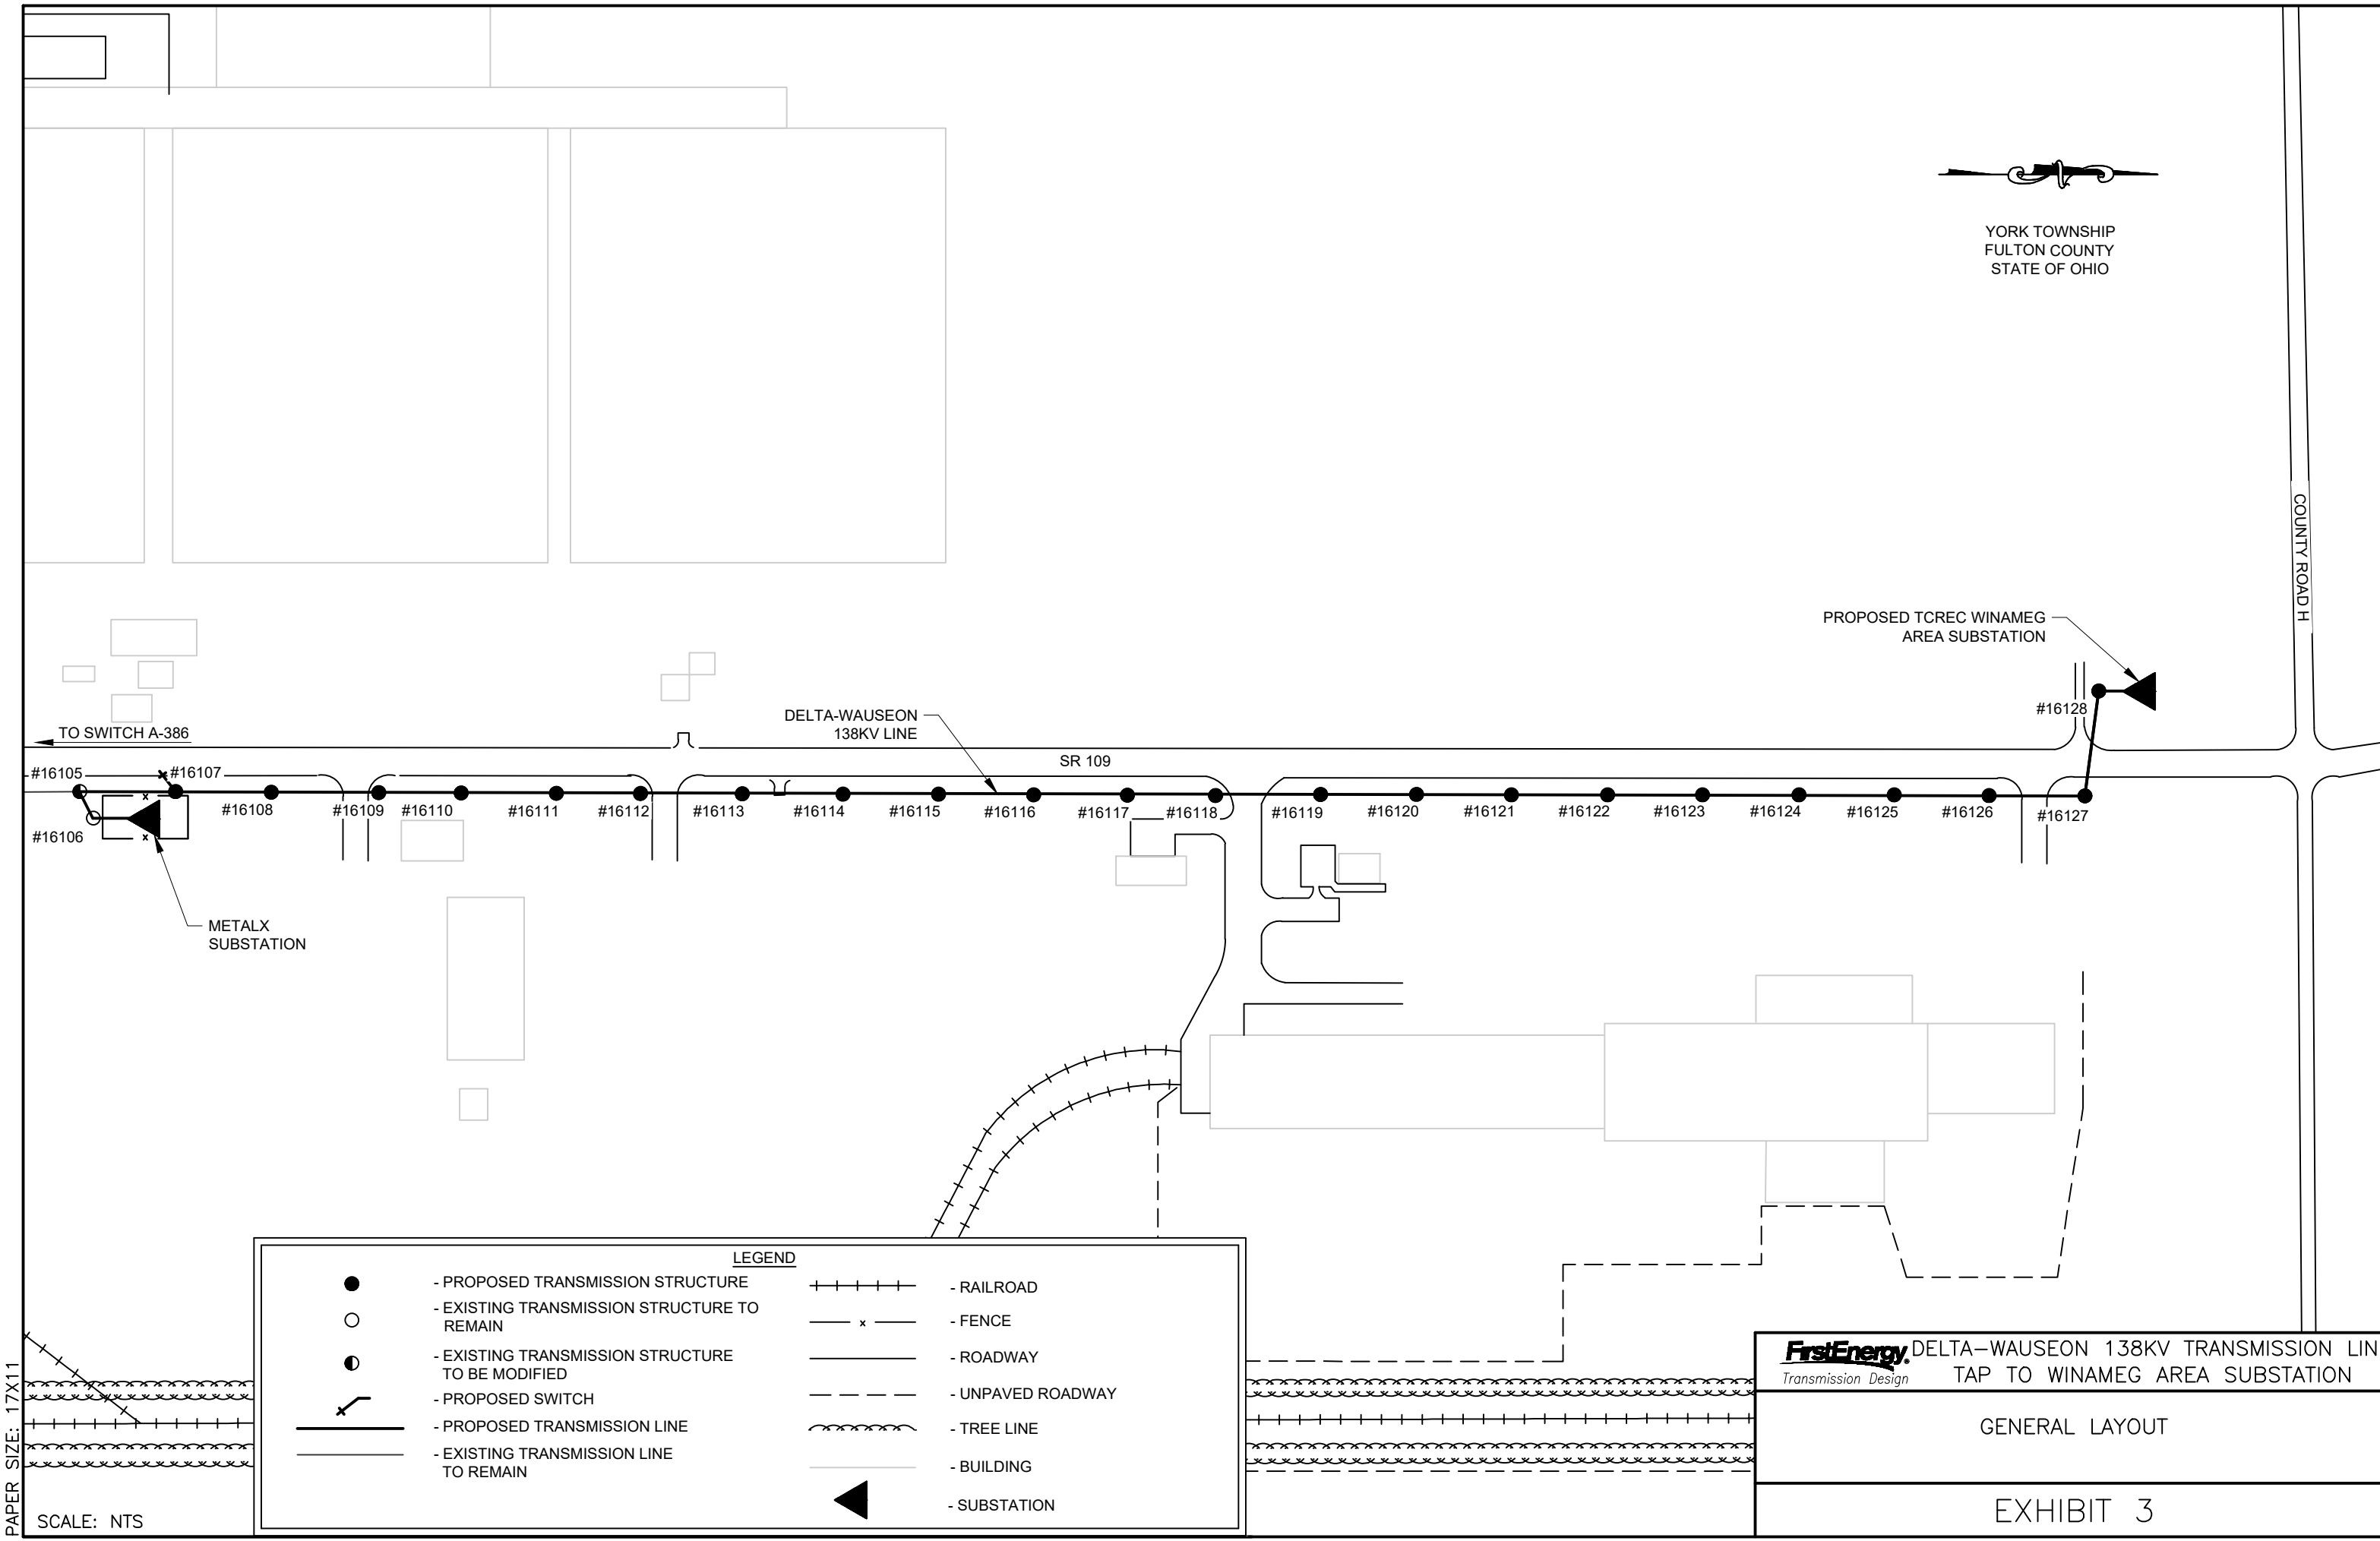 YORK TOWNSHIP
FULTON COUNTY
STATE OF OHIO
COUNTY ROAD H
PROPOSED TCREC WINAMEG
AREA SUBSTATION
#16128
DELTA-WAUSEON
138KV LINE
TO SWITCH A-386
SR 109
#16105
#16107
#16106
#16108
#16109
#16110
#16111
#16112
#16113
#16114
#16115
#16116
#16117
#16118
#16119
#16120
#16121
#16122
#16123
#16124
#16125
#16126
#16127
METALX
SUBSTATION
LEGEND
- PROPOSED TRANSMISSION STRUCTURE
- EXISTING TRANSMISSION STRUCTURE TO
REMAIN
- EXISTING TRANSMISSION STRUCTURE
TO BE MODIFIED
- PROPOSED SWITCH
- PROPOSED TRANSMISSION LINE
- EXISTING TRANSMISSION LINE
TO REMAIN
- RAILROAD
- FENCE
- ROADWAY
- UNPAVED ROADWAY
- TREE LINE
- BUILDING
- SUBSTATION
PAPER SIZE: 17X11
SCALE: NTS
FirstEnergy
Transmission Design
DELTA-WAUSEON 138KV TRANSMISSION LIN
TAP TO WINAMEG AREA SUBSTATION
GENERAL LAYOUT
EXHIBIT 3